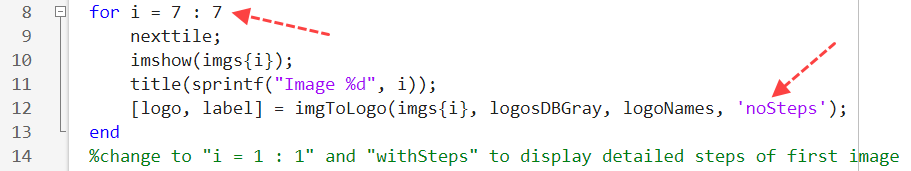 8 for i = 7 : 7
9 nexttile;
10 imshow(imgs{i});
11 title(sprintf("Image %d", i));
12 [logo, label] = imgToLogo(imgs{i}, logosDBGray, logoNames, 'noSteps');
13 end
14 %change to "i = 1 : 1" and "withSteps" to display detailed steps of first image